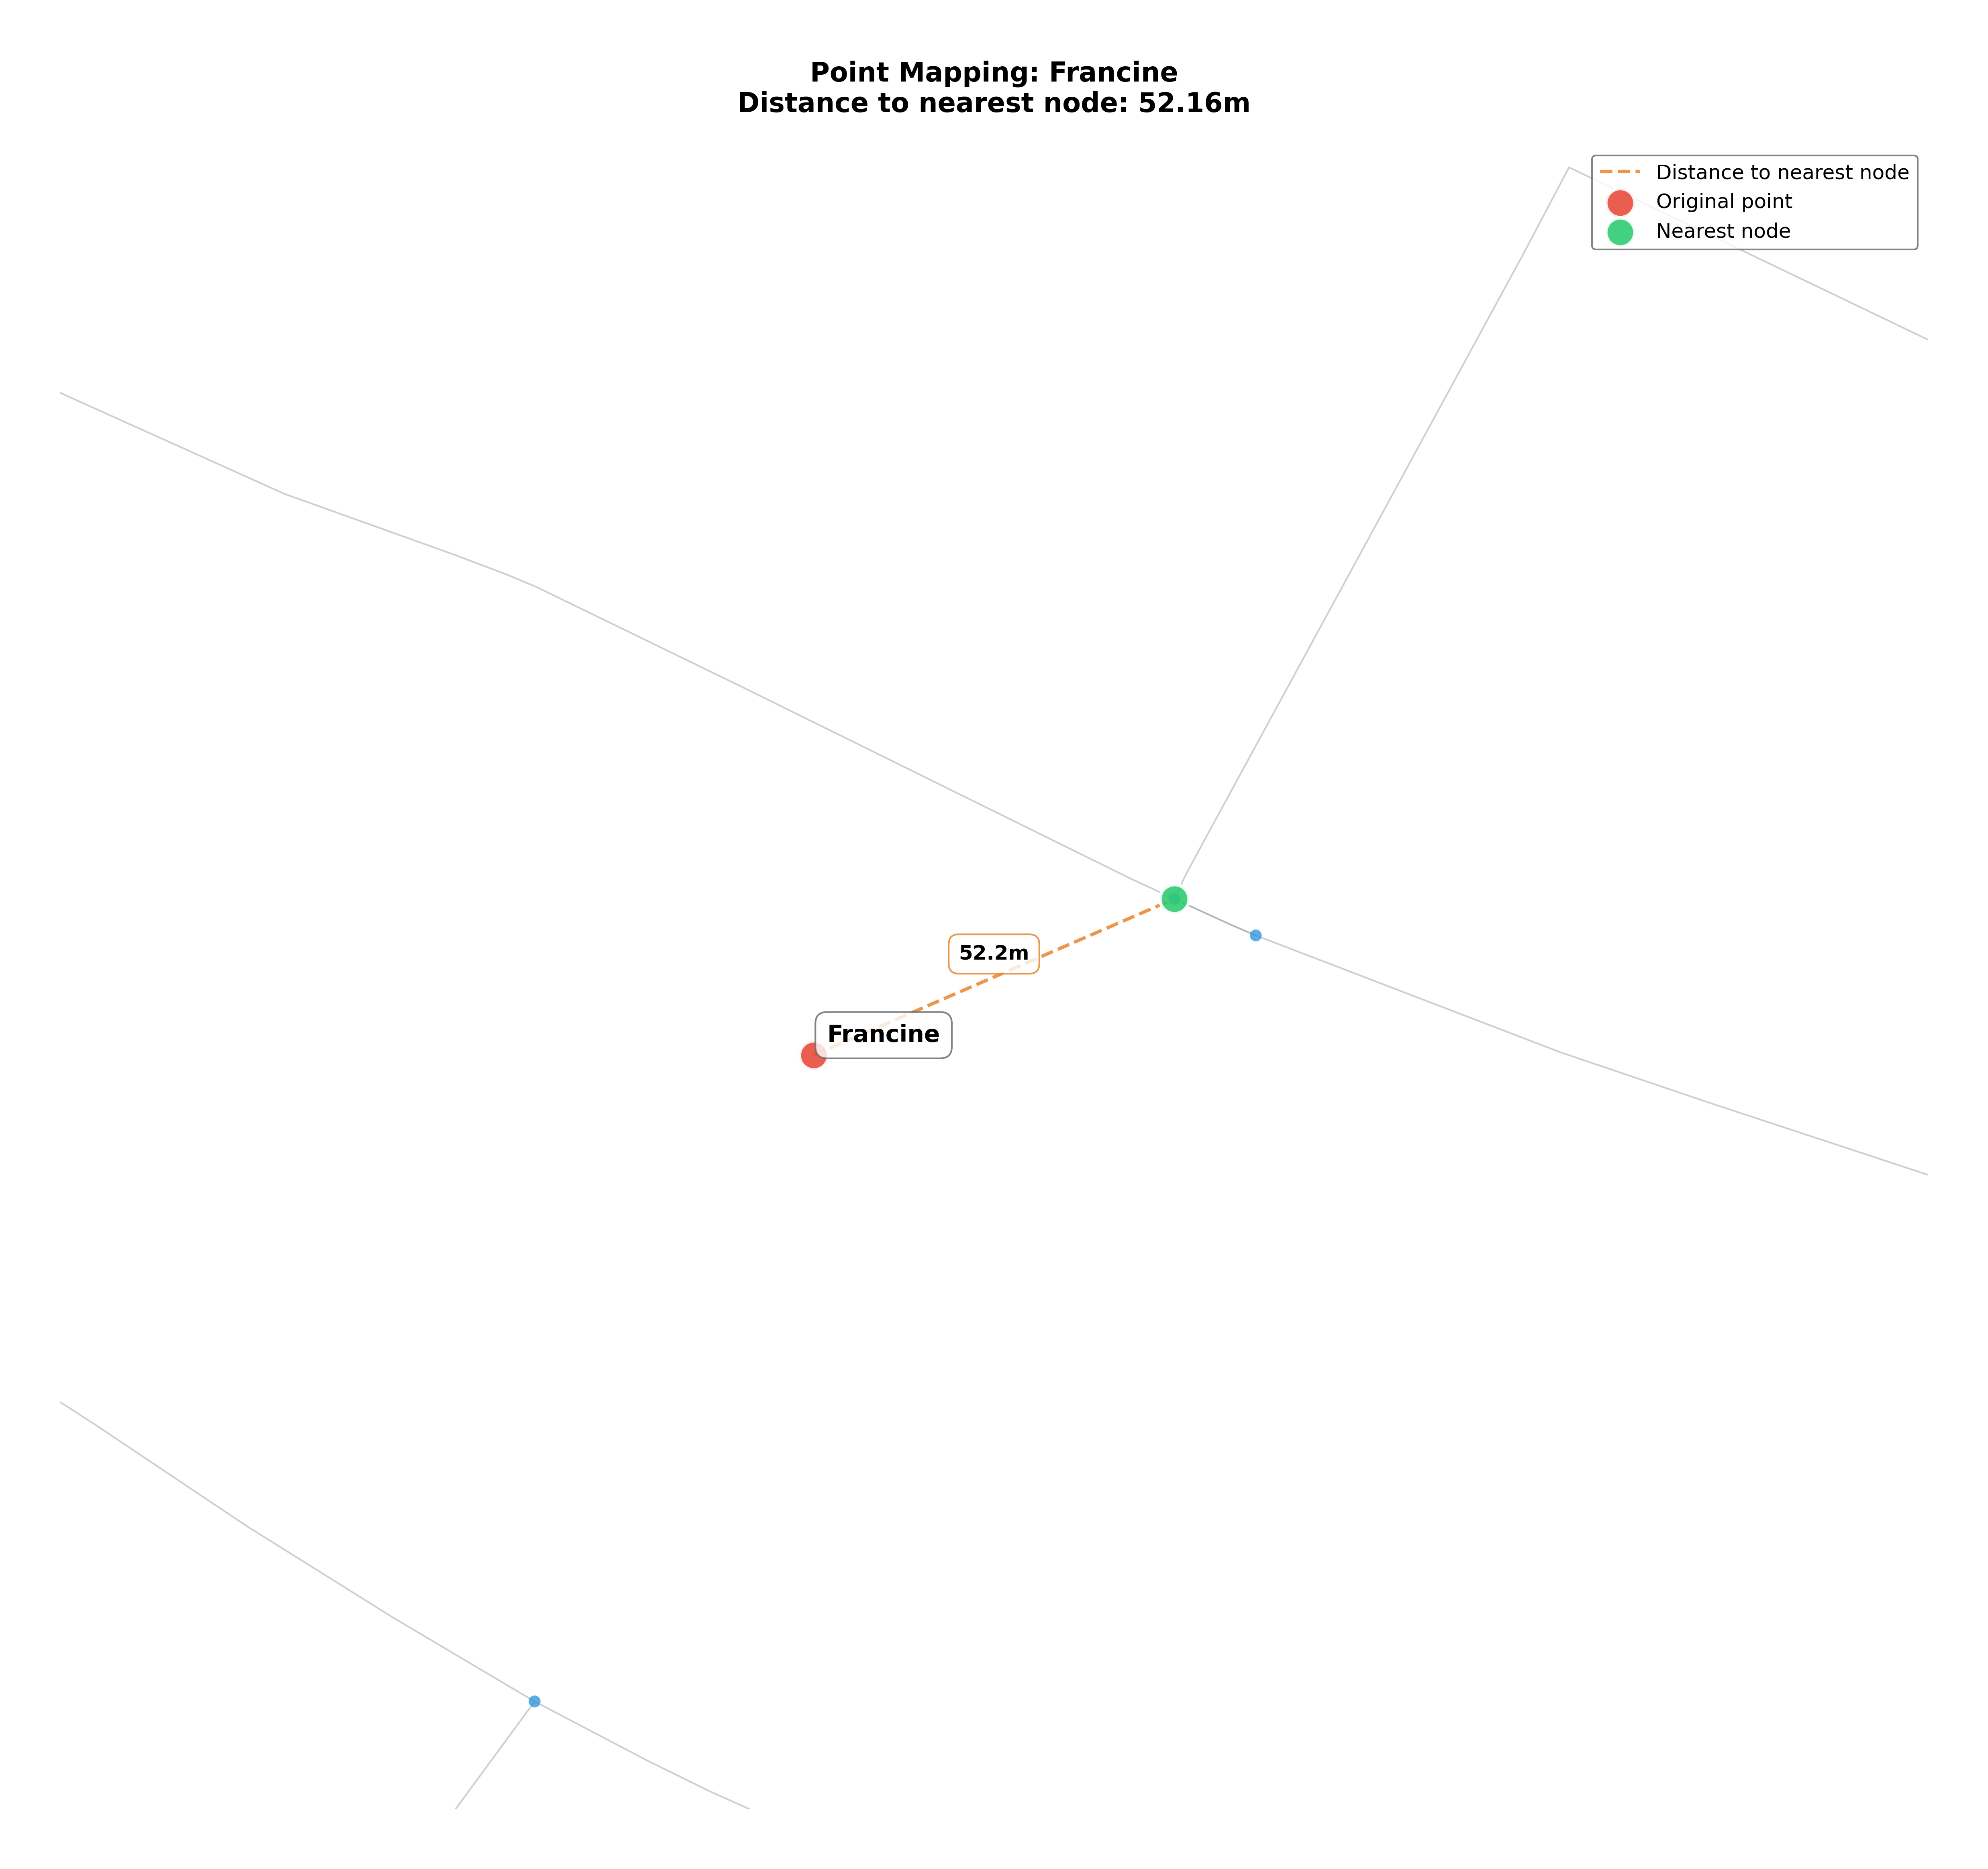 Point Mapping: Francine
Distance to nearest node: 52.16m
Distance to nearest node
Original point
Nearest node
52.2m
Francine